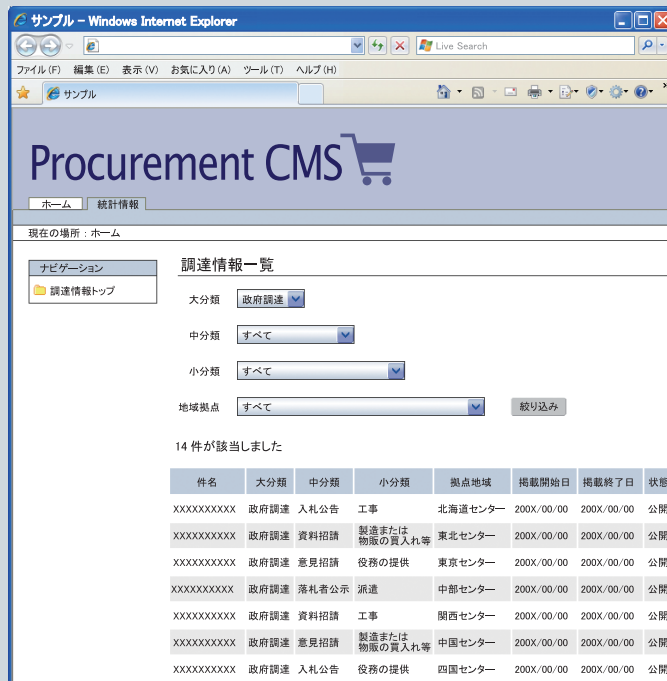 サンプル - Windows Internet Explorer
Live Search
ファイル(F) 編集(E) 表示(V) お気に入り(A) ツール(T) ヘルプ(H)
サンプル
Procurement CMS
ホーム 統計情報
現在の場所:ホーム
ナビゲーション
調達情報トップ
調達情報一覧
大分類 政府調達
中分類 すべて
小分類 すべて
地域拠点 すべて 絞り込み
14 件が該当しました
件名 大分類 中分類 小分類 拠点地域 掲載開始日 掲載終了日 状態
XXXXXXXXXX 政府調達 入札公告 工事 北海道センター 200X/00/00 200X/00/00 公開
XXXXXXXXXX 政府調達 資料招請 製造または物販の買入れ等 東北センター 200X/00/00 200X/00/00 公開
XXXXXXXXXX 政府調達 意見招請 役務の提供 東京センター 200X/00/00 200X/00/00 公開
XXXXXXXXXX 政府調達 落札者公示 派遣 中部センター 200X/00/00 200X/00/00 公開
XXXXXXXXXX 政府調達 資料招請 工事 関西センター 200X/00/00 200X/00/00 公開
XXXXXXXXXX 政府調達 意見招請 製造または物販の買入れ等 中国センター 200X/00/00 200X/00/00 公開
XXXXXXXXXX 政府調達 入札公告 役務の提供 四国センター 200X/00/00 200X/00/00 公開